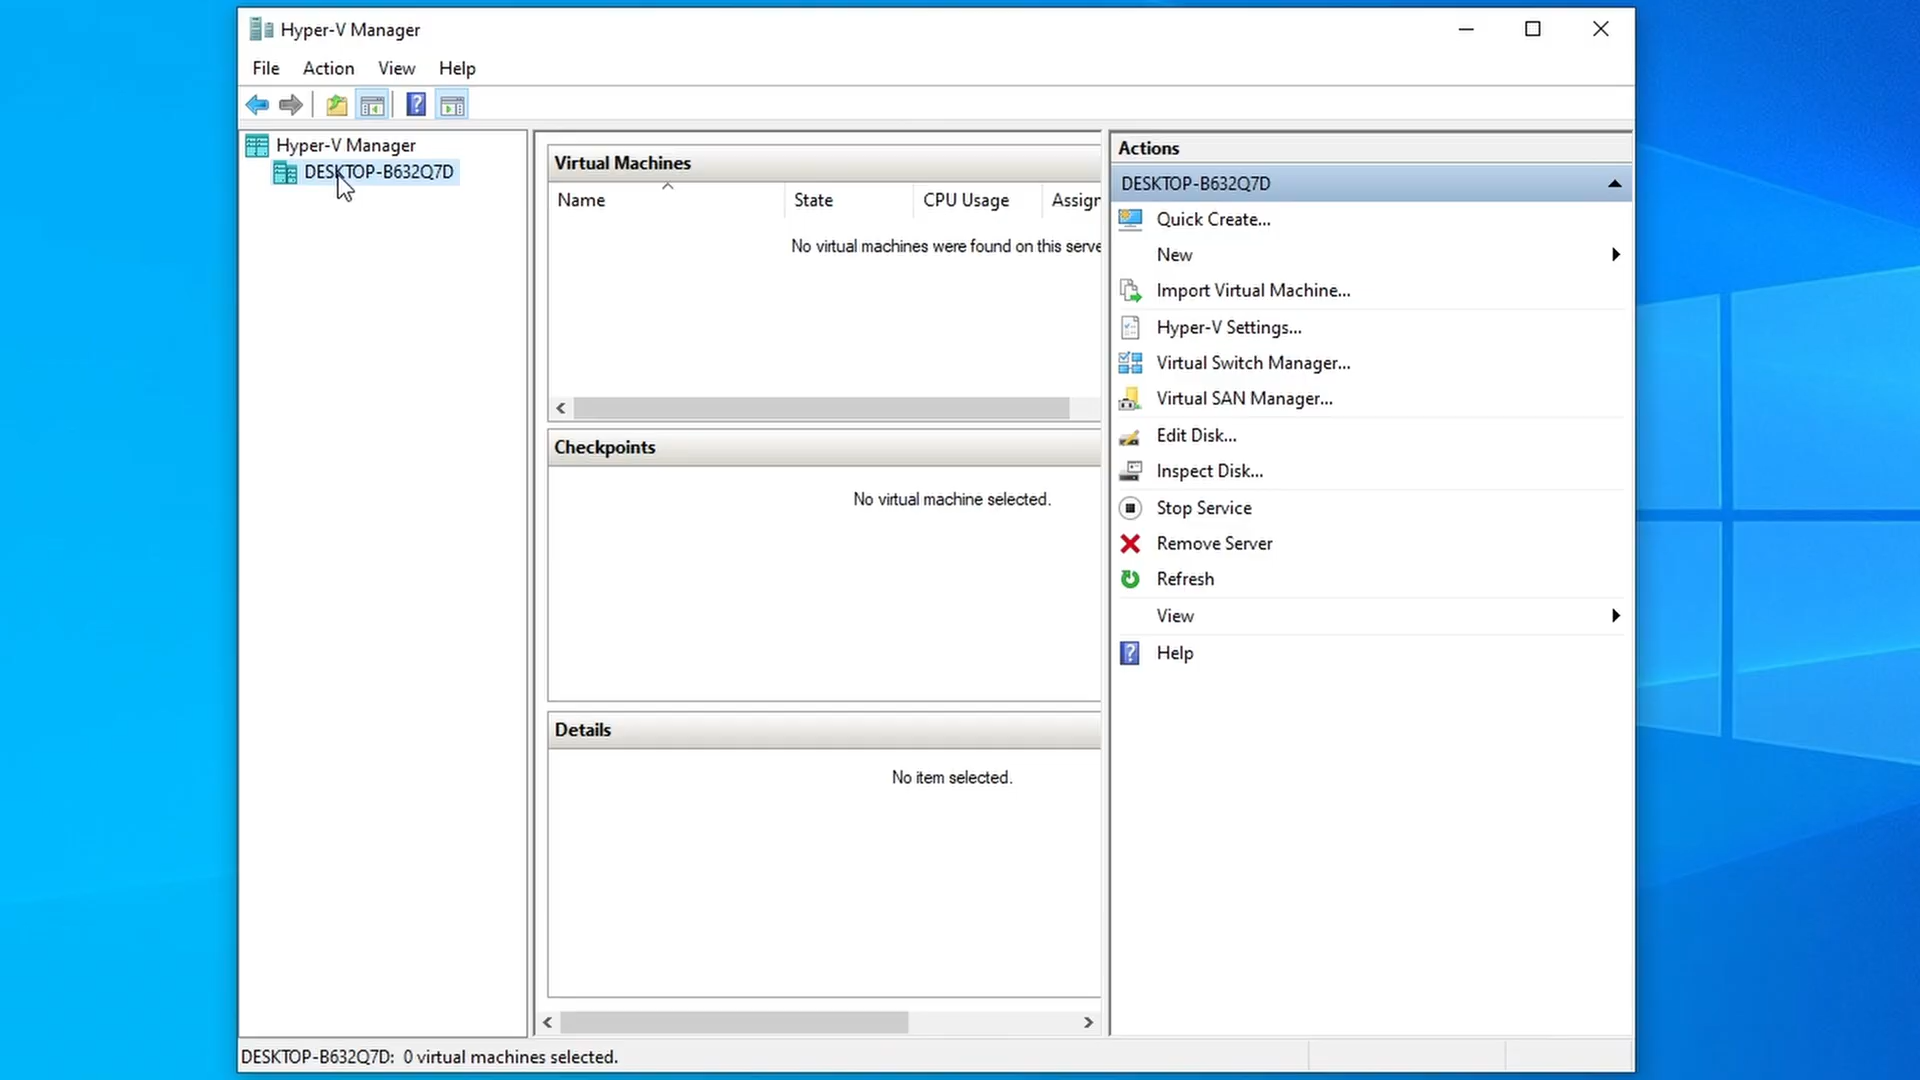 Hyper-V Manager
File Action View Help
Hyper-V Manager
DESKTOP-B632Q7D
Virtual Machines
Name State CPU Usage Assigr
No virtual machines were found on this serve
Checkpoints
No virtual machine selected.
Details
No item selected.
Actions
DESKTOP-B632Q7D
Quick Create...
New
Import Virtual Machine...
Hyper-V Settings...
Virtual Switch Manager...
Virtual SAN Manager...
Edit Disk...
Inspect Disk...
Stop Service
Remove Server
Refresh
View
Help
DESKTOP-B632Q7D: 0 virtual machines selected.